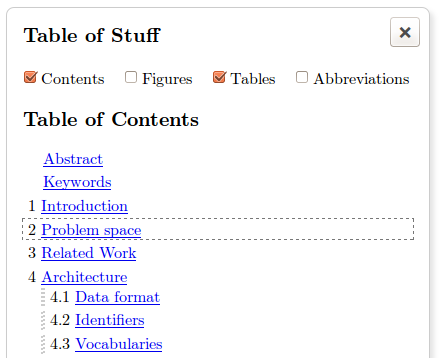 Table of Stuff
Contents Figures Tables Abbreviations
Table of Contents
Abstract
Keywords
1 Introduction
2 Problem space
3 Related Work
4 Architecture
4.1 Data format
4.2 Identifiers
4.3 Vocabularies